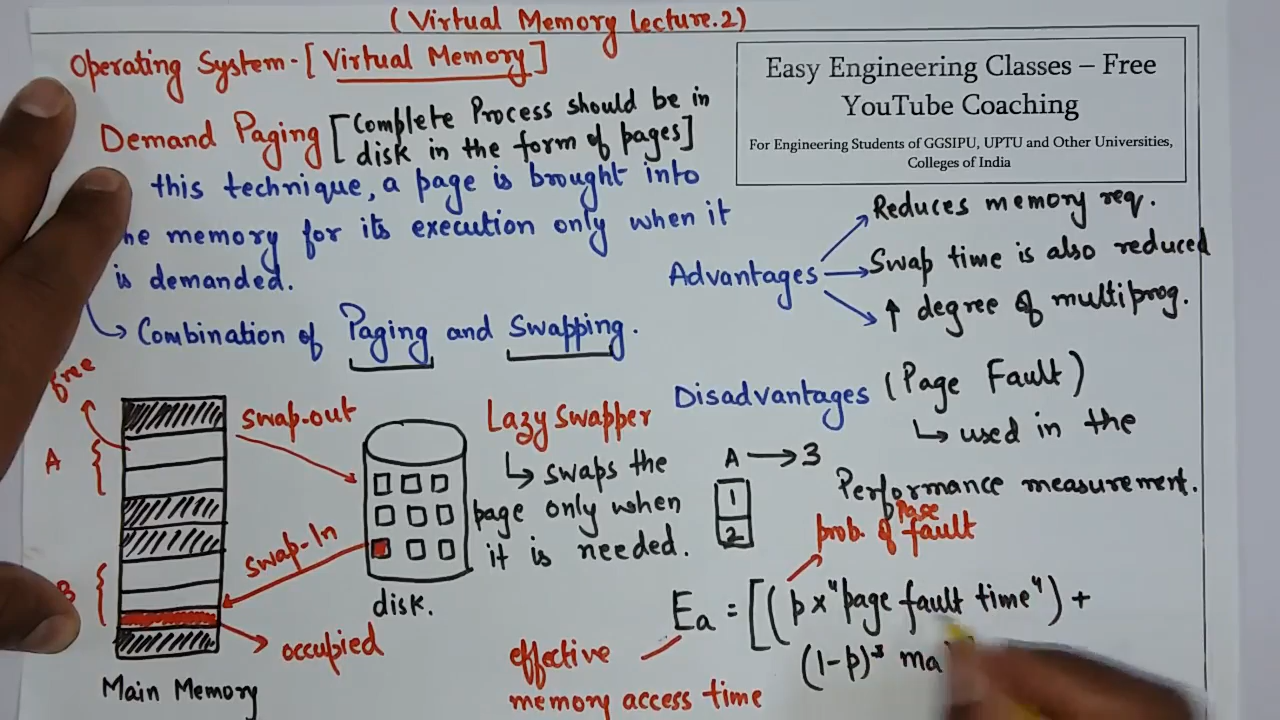 (Virtual Memory lecture.2)
Operating System-[Virtual Memory]
Easy Engineering Classes – Free
YouTube Coaching
For Engineering Students of GGSIPU, UPTU and Other Universities,
Colleges of India
Demand Paging [Complete Process should be in
disk in the form of pages]
this technique, a page is brought into
he memory for its execution only when it
is demanded.
Combination of Paging and Swapping.
Advantages
Reduces memory req.
Swap time is also reduced
↑ degree of multiprog.
Disadvantages (Page Fault)
used in the
Performance measurement.
free
A
B
swap-out
swap-In
occupied
Main Memory
disk.
Lazy Swapper
swaps the
page only when
it is needed.
A → 3
1
2
prob. of Page fault
Ea = [(p x "page fault time") +
(1-p)* ma
effective
memory access time